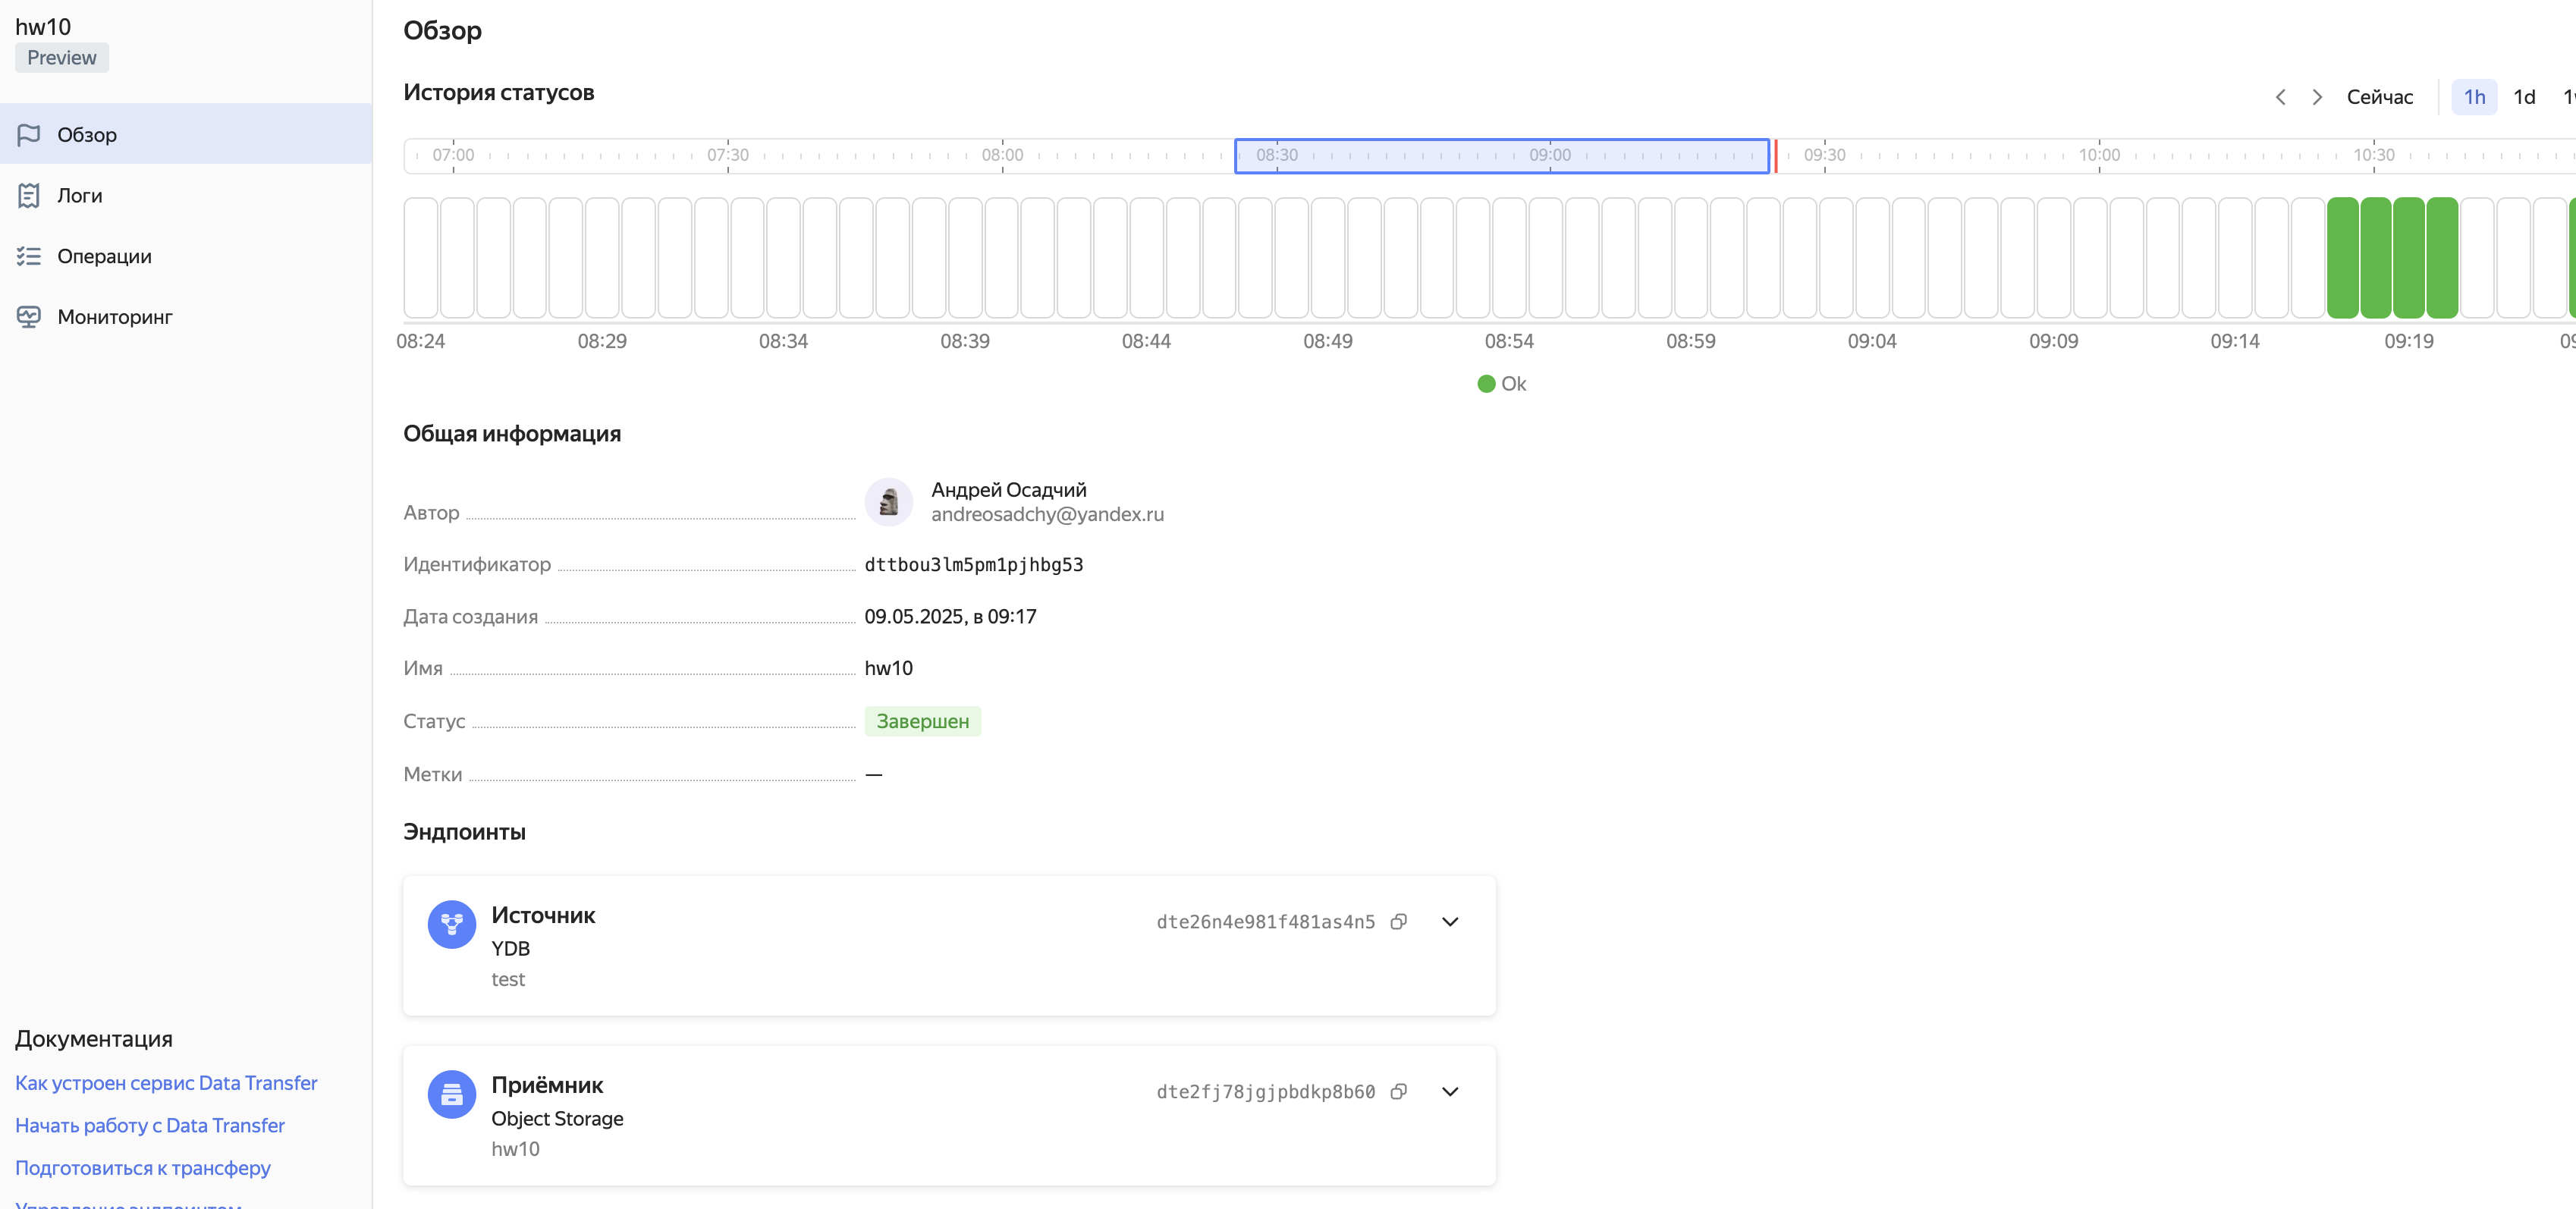 hw10
Preview
Обзор
Логи
Операции
Мониторинг
Документация
Как устроен сервис Data Transfer
Начать работу с Data Transfer
Подготовиться к трансферу
Обзор
История статусов
Сейчас 1h 1d
07:00 07:30 08:00 08:30 09:00 09:30 10:00 10:30
08:24 08:29 08:34 08:39 08:44 08:49 08:54 08:59 09:04 09:09 09:14 09:19
Ok
Общая информация
Автор Андрей Осадчий
andreosadchy@yandex.ru
Идентификатор dttbou3lm5pm1pjhbg53
Дата создания 09.05.2025, в 09:17
Имя hw10
Статус Завершен
Метки —
Эндпоинты
Источник dte26n4e981f481as4n5
YDB
test
Приёмник dte2fj78jgjpbdkp8b60
Object Storage
hw10